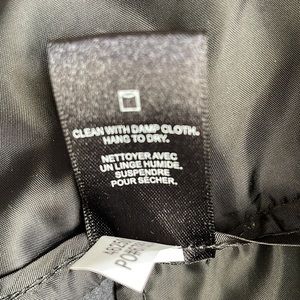 CLEAN WITH DAMP CLOTH.
HANG TO DRY.
NETTOYER AVEC
UN LINGE HUMIDE.
SUSPENDRE
POUR SÉCHER.